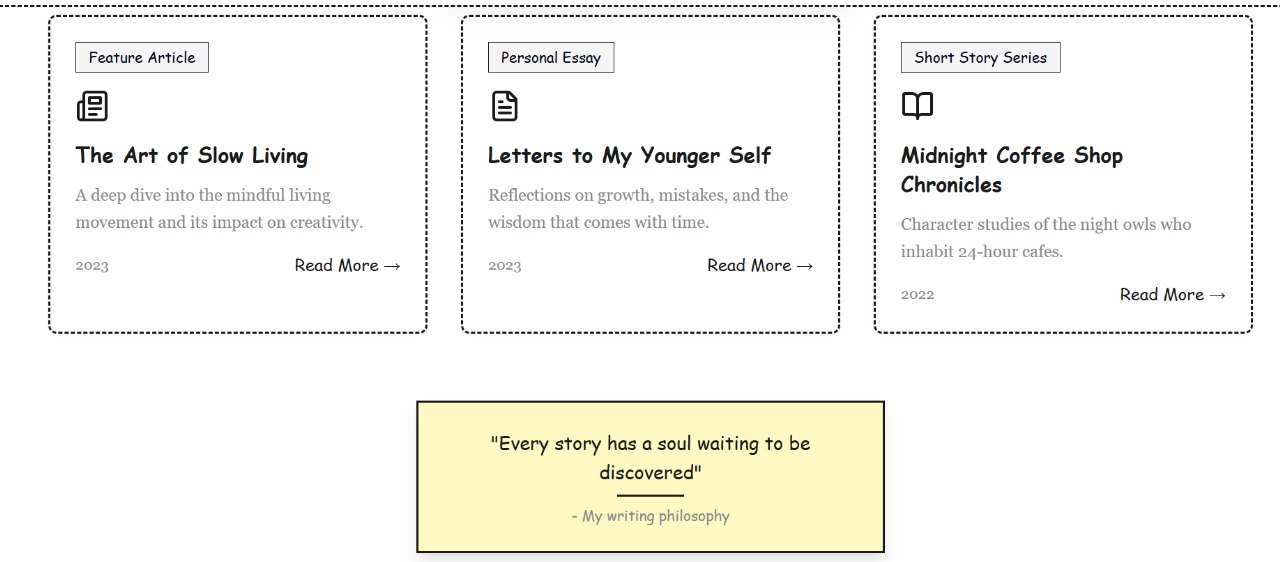 Feature Article
The Art of Slow Living
A deep dive into the mindful living
movement and its impact on creativity.
2023
Read More →
Personal Essay
Letters to My Younger Self
Reflections on growth, mistakes, and the
wisdom that comes with time.
2023
Read More →
Short Story Series
Midnight Coffee Shop
Chronicles
Character studies of the night owls who
inhabit 24-hour cafes.
2022
Read More →
"Every story has a soul waiting to be
discovered"
- My writing philosophy